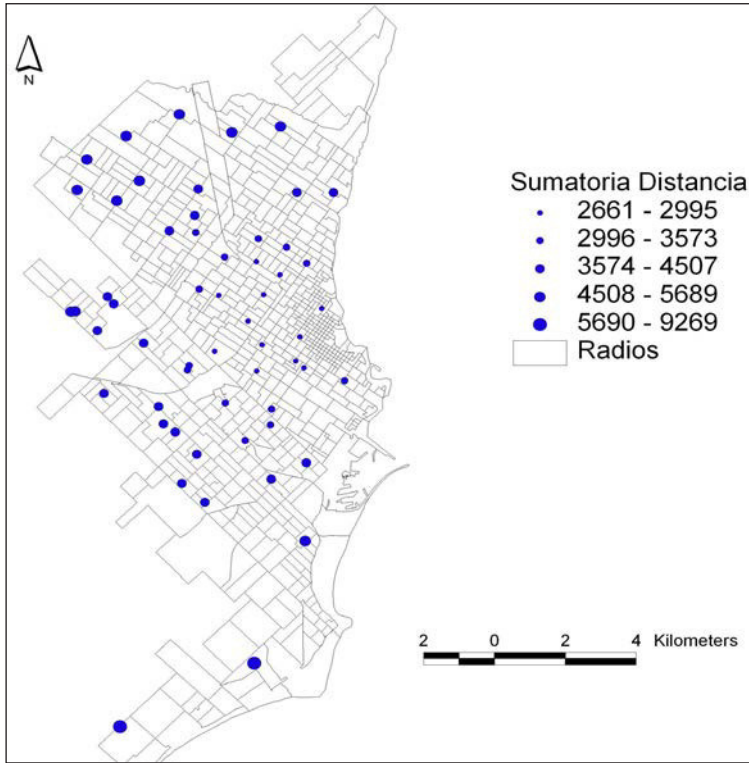 N
Sumatoria Distancia
2661 - 2995
2996 - 3573
3574 - 4507
4508 - 5689
5690 - 9269
Radios
2 0 2 4 Kilometers